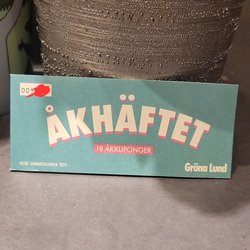 ÅKHÄFTET
18 ÅKKUPONGER
Gröna Lund